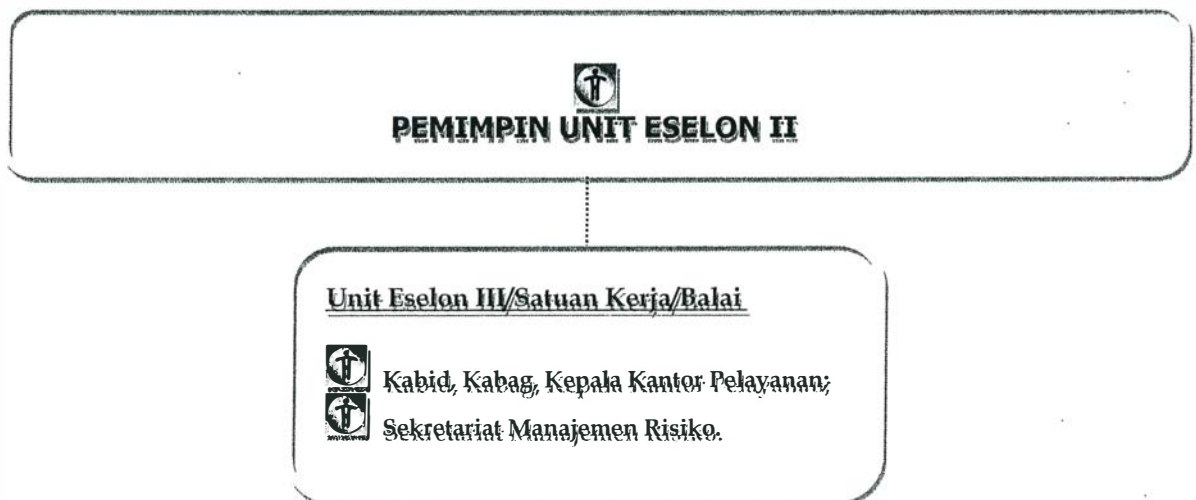 PEMIMPIN UNIT ESELON II
Unit Eselon III/Satuan Kerja/Balai
Kabid, Kabag, Kepala Kantor Pelayanan;
Sekretariat Manajemen Risiko.